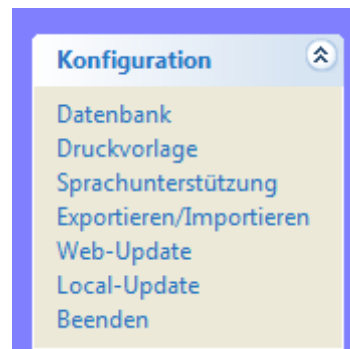 Konfiguration
Datenbank
Druckvorlage
Sprachunterstützung
Exportieren/Importieren
Web-Update
Local-Update
Beenden